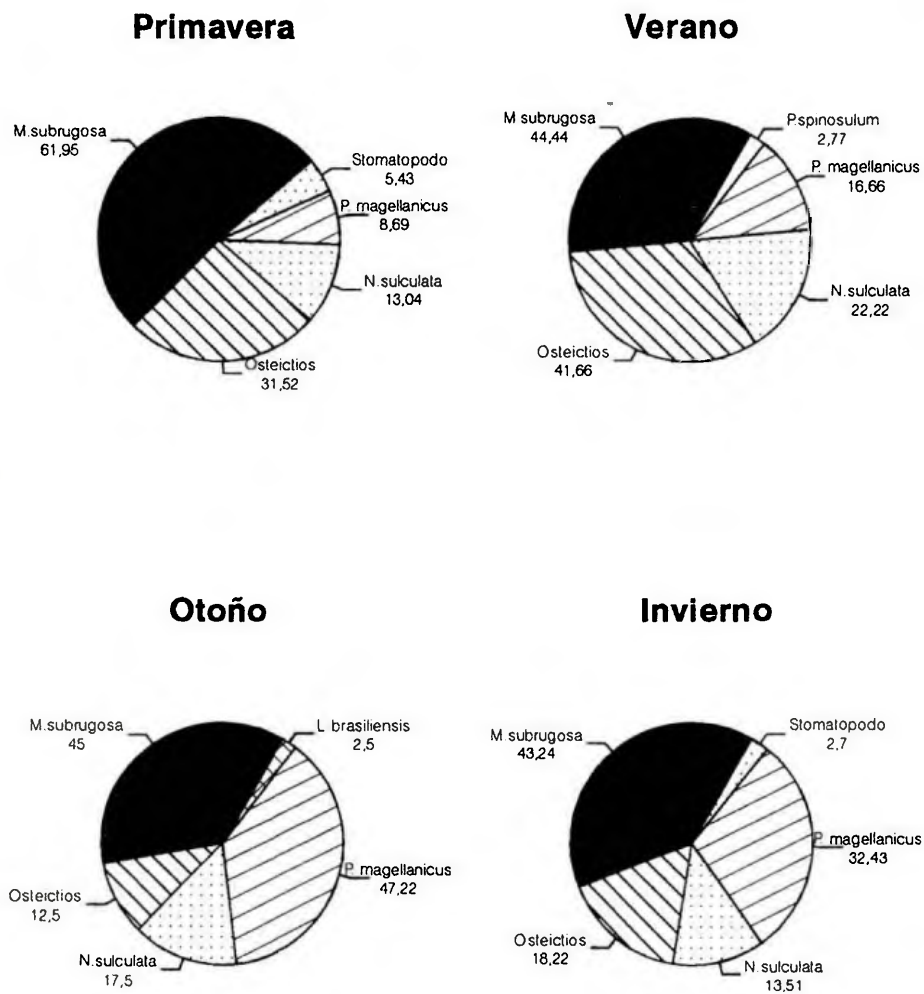 Primavera
M.subrugosa
61,95
Stomatopodo
5,43
P. magellanicus
8,69
N.sulculata
13,04
Osteictios
31,52
Verano
M subrugosa
44,44
P.spinosulum
2,77
P. magellanicus
16,66
N.sulculata
22,22
Osteictios
41,66
Otoño
M.subrugosa
45
L brasiliensis
2,5
P. magellanicus
47,22
N.sulculata
17,5
Osteictios
12,5
Invierno
M.subrugosa
43,24
Stomatopodo
2,7
P. magellanicus
32,43
N.sulculata
13,51
Osteictios
18,22